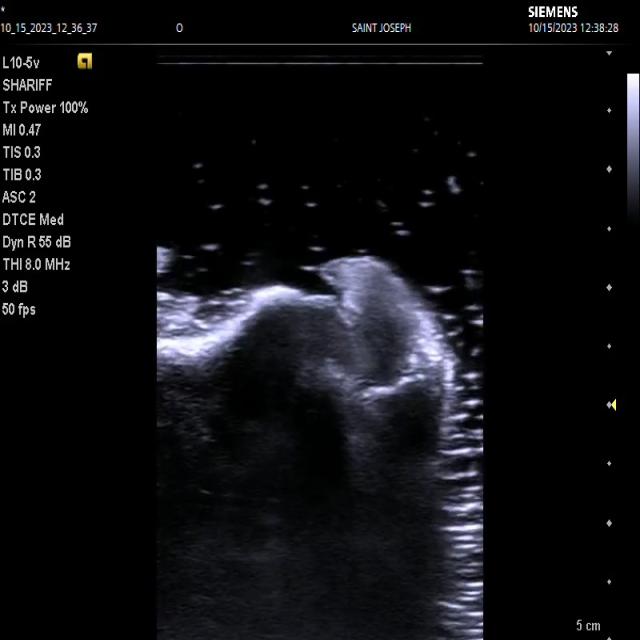 *
SIEMENS
10_15_2023_12_36_37 O SAINT JOSEPH 10/15/2023 12:38:28
L10-5v
SHARIFF
Tx Power 100%
MI 0.47
TIS 0.3
TIB 0.3
ASC 2
DTCE Med
Dyn R 55 dB
THI 8.0 MHz
3 dB
50 fps
5 cm